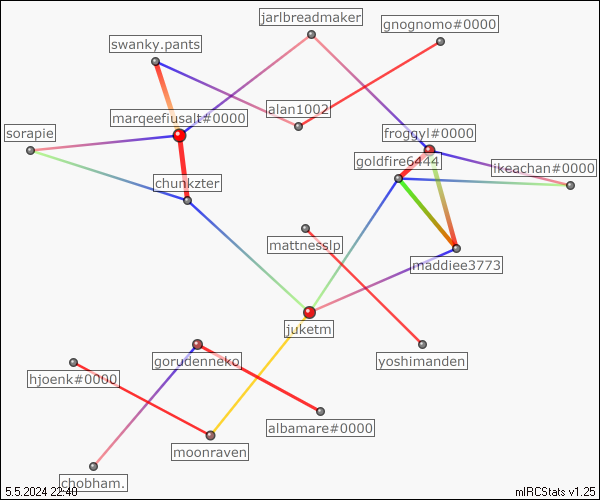 jarlbreadmaker
gnognomo#0000
swanky.pants
alan1002
marqeefiusalt#0000
sorapie
froggyl#0000
goldfire6444
ikeachan#0000
chunkzter
mattnesslp
maddiee3773
juketm
gorudenneko
yoshimanden
hjoenk#0000
albamare#0000
moonraven
chobham.
5.5.2024 22:40
mIRCStats v1.25